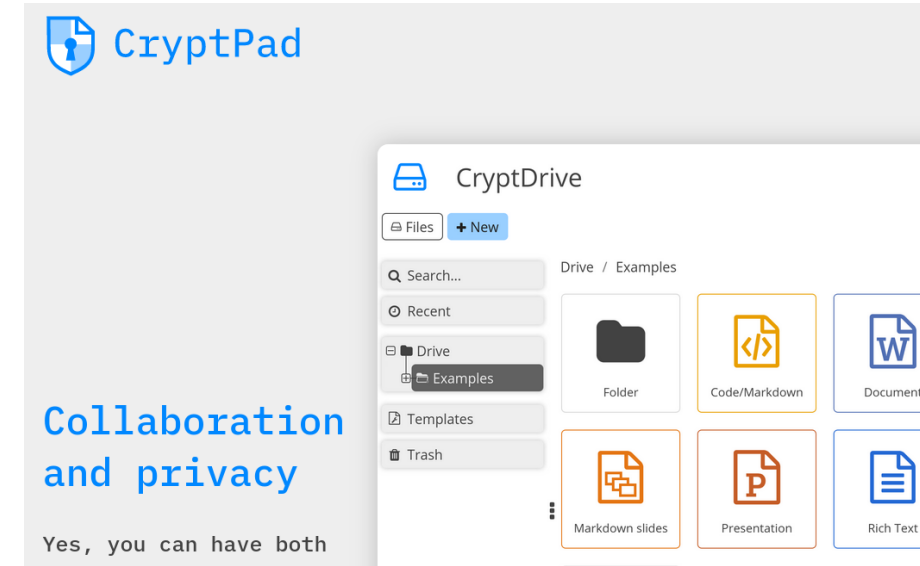 CryptPad
CryptDrive
Files
+ New
Search...
Recent
Drive
Examples
Templates
Trash
Drive / Examples
Folder
Code/Markdown
W
Document
Markdown slides
P
Presentation
Rich Text
Collaboration
and privacy
Yes, you can have both